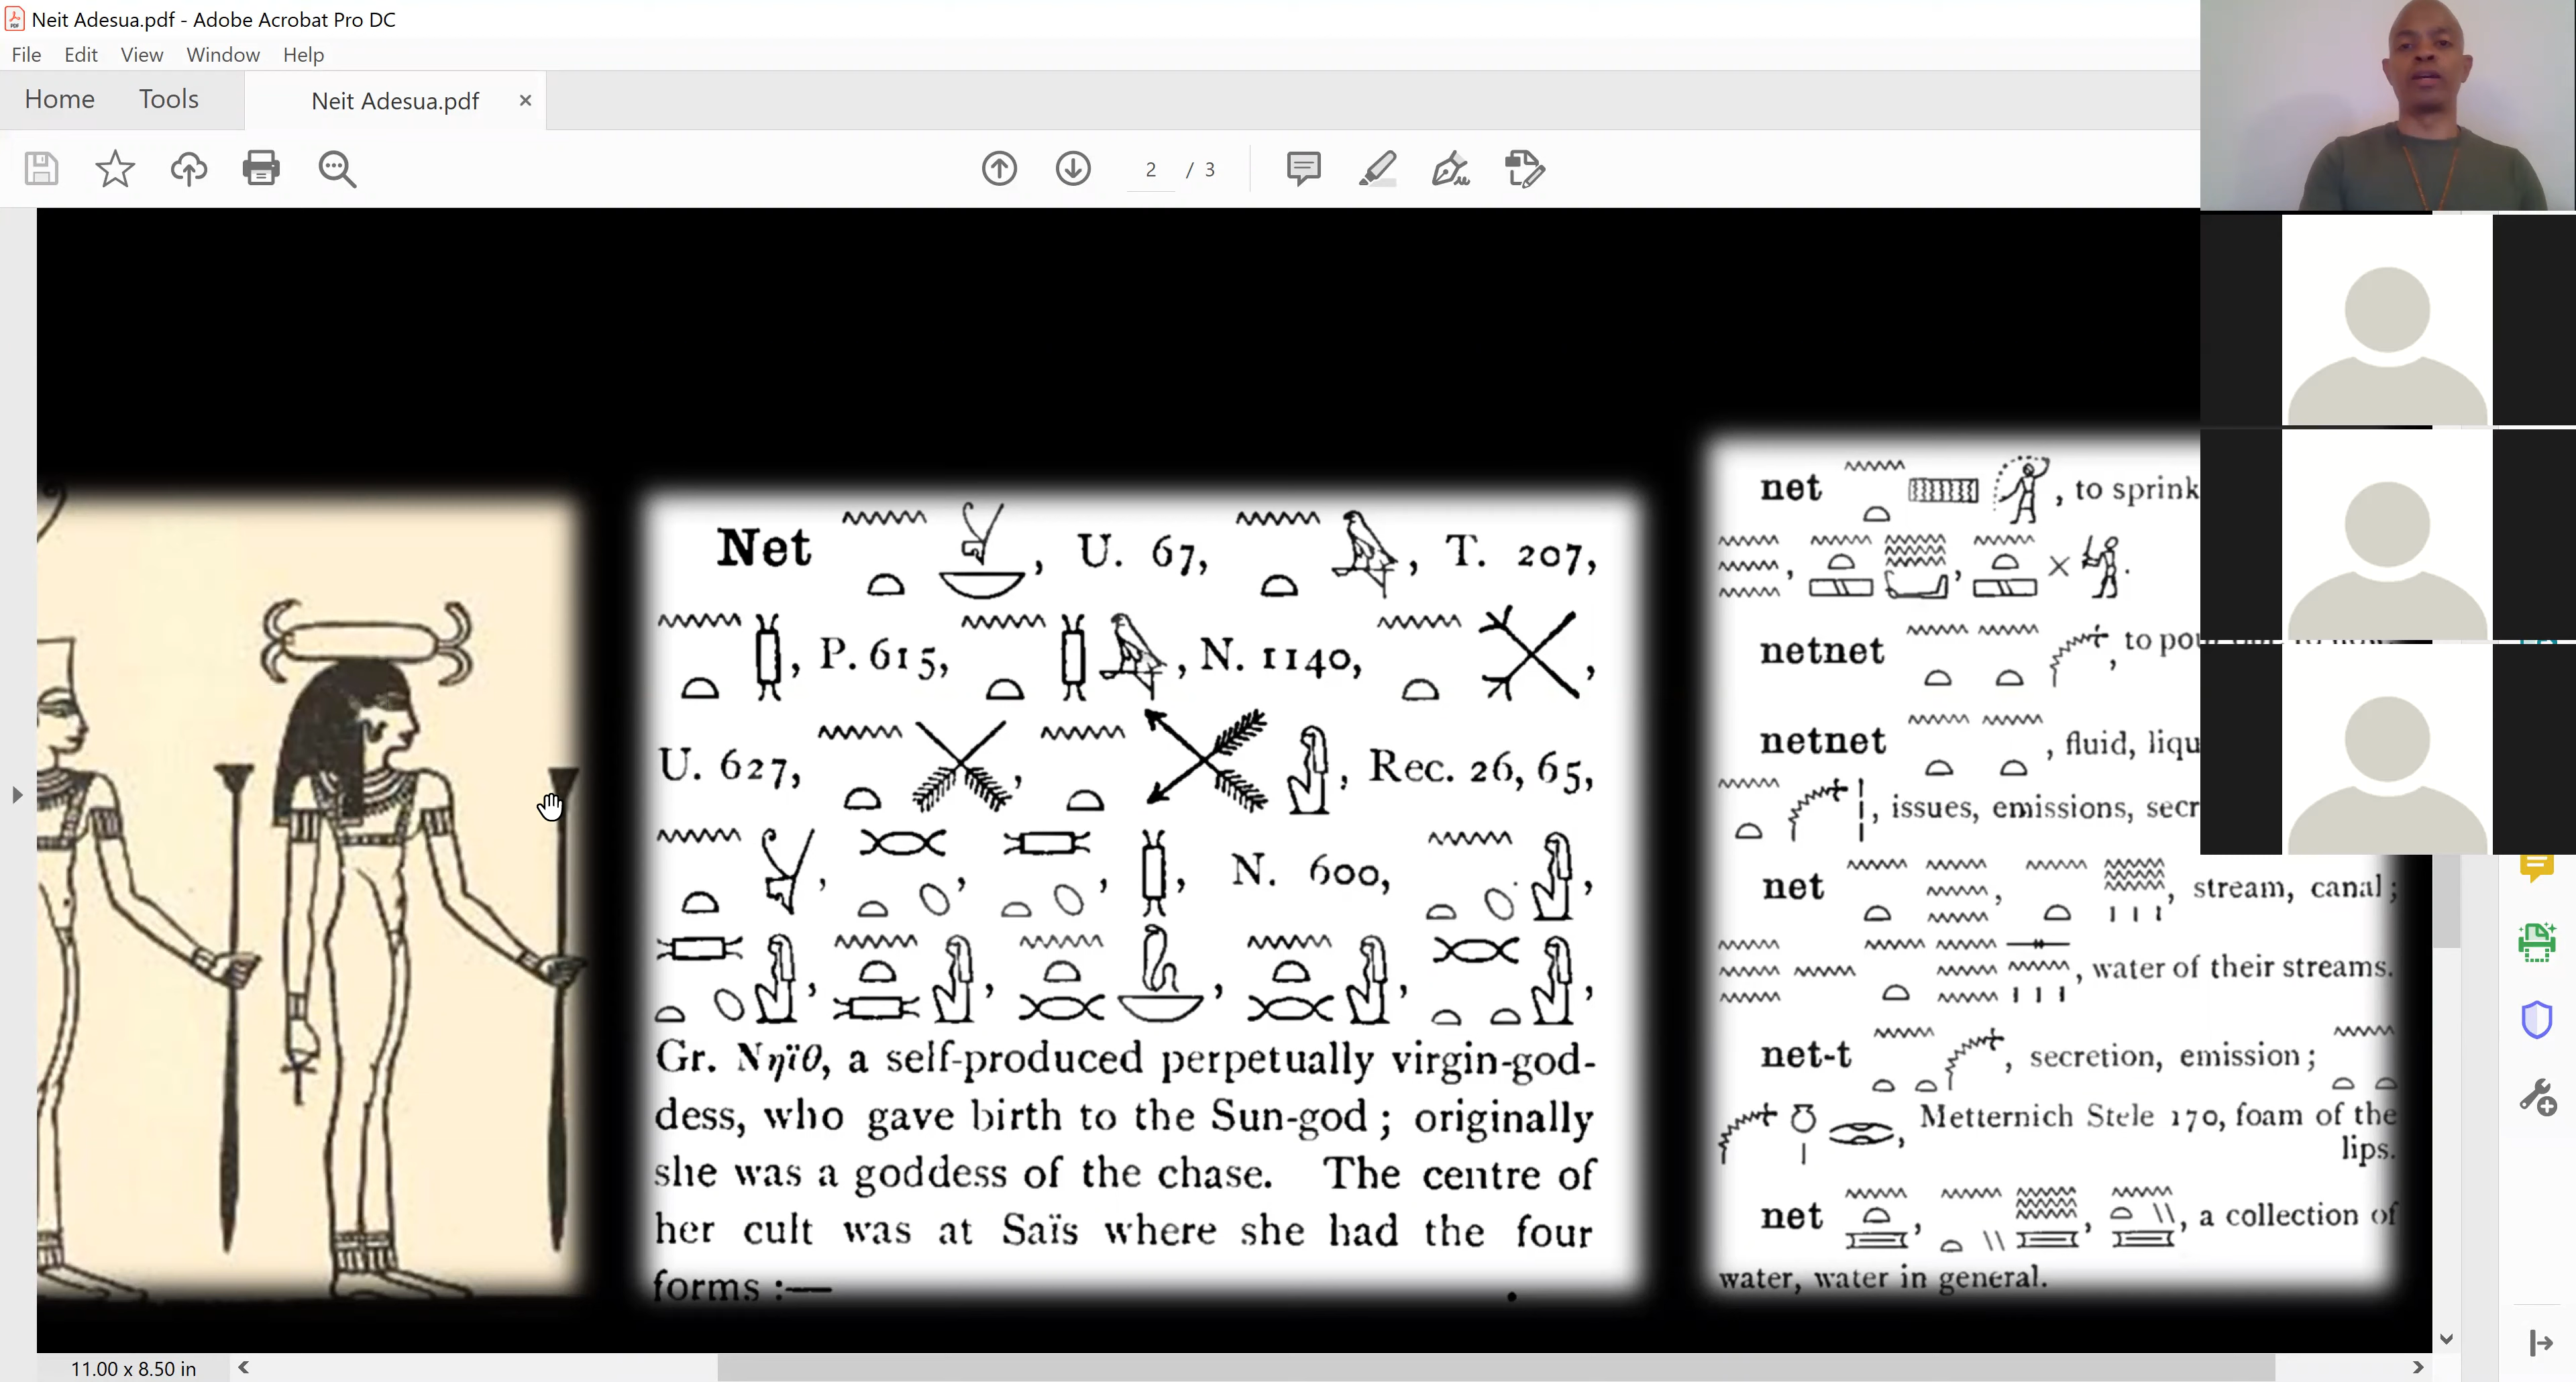 Neit Adesua.pdf - Adobe Acrobat Pro DC
File Edit View Window Help
Home Tools Neit Adesua.pdf ×
2 / 3
Net , U. 67, , T. 207,
, P. 615, , N. 1140, ,
U. 627, , , Rec. 26, 65,
, , , , N. 600, ,
, , , , ,
Gr. Νηϊθ, a self-produced perpetually virgin-god-
dess, who gave birth to the Sun-god ; originally
she was a goddess of the chase. The centre of
her cult was at Saïs where she had the four
forms :—
net , to
, , .
netnet , to
netnet , fluid,
, issues, emissions,
net , , stream, canal ;
, water of their streams.
net-t , secretion, emission ;
, Metternich Stele 170, foam of the
lips.
net , , , a collection of
water, water in general.
11.00 x 8.50 in